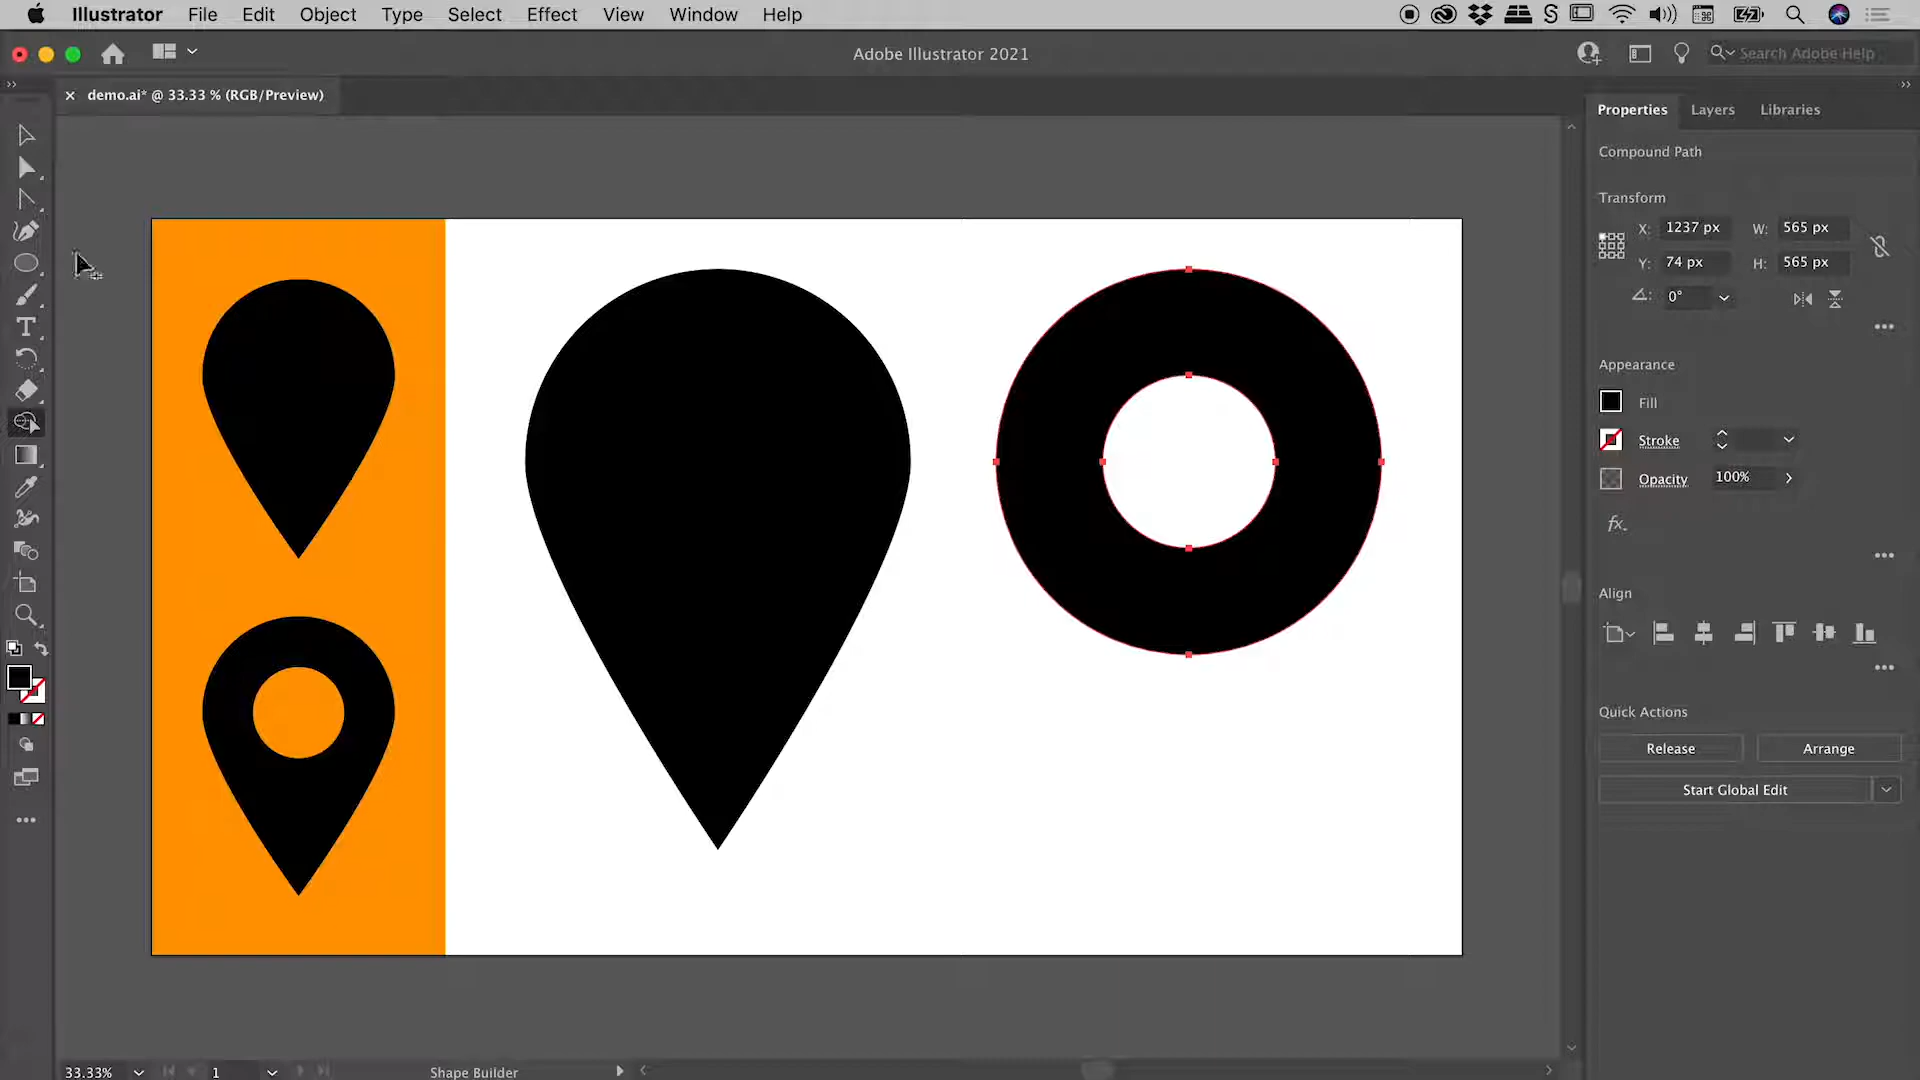 Illustrator File Edit Object Type Select Effect View Window Help
Adobe Illustrator 2021
Search Adobe Help
× demo.ai* @ 33.33 % (RGB/Preview)
Properties Layers Libraries
Compound Path
Transform
X: 1237 px W: 565 px
Y: 74 px H: 565 px
0°
Appearance
Fill
Stroke
Opacity 100%
fx.
Align
Quick Actions
Release Arrange
Start Global Edit
33.33% 1 Shape Builder